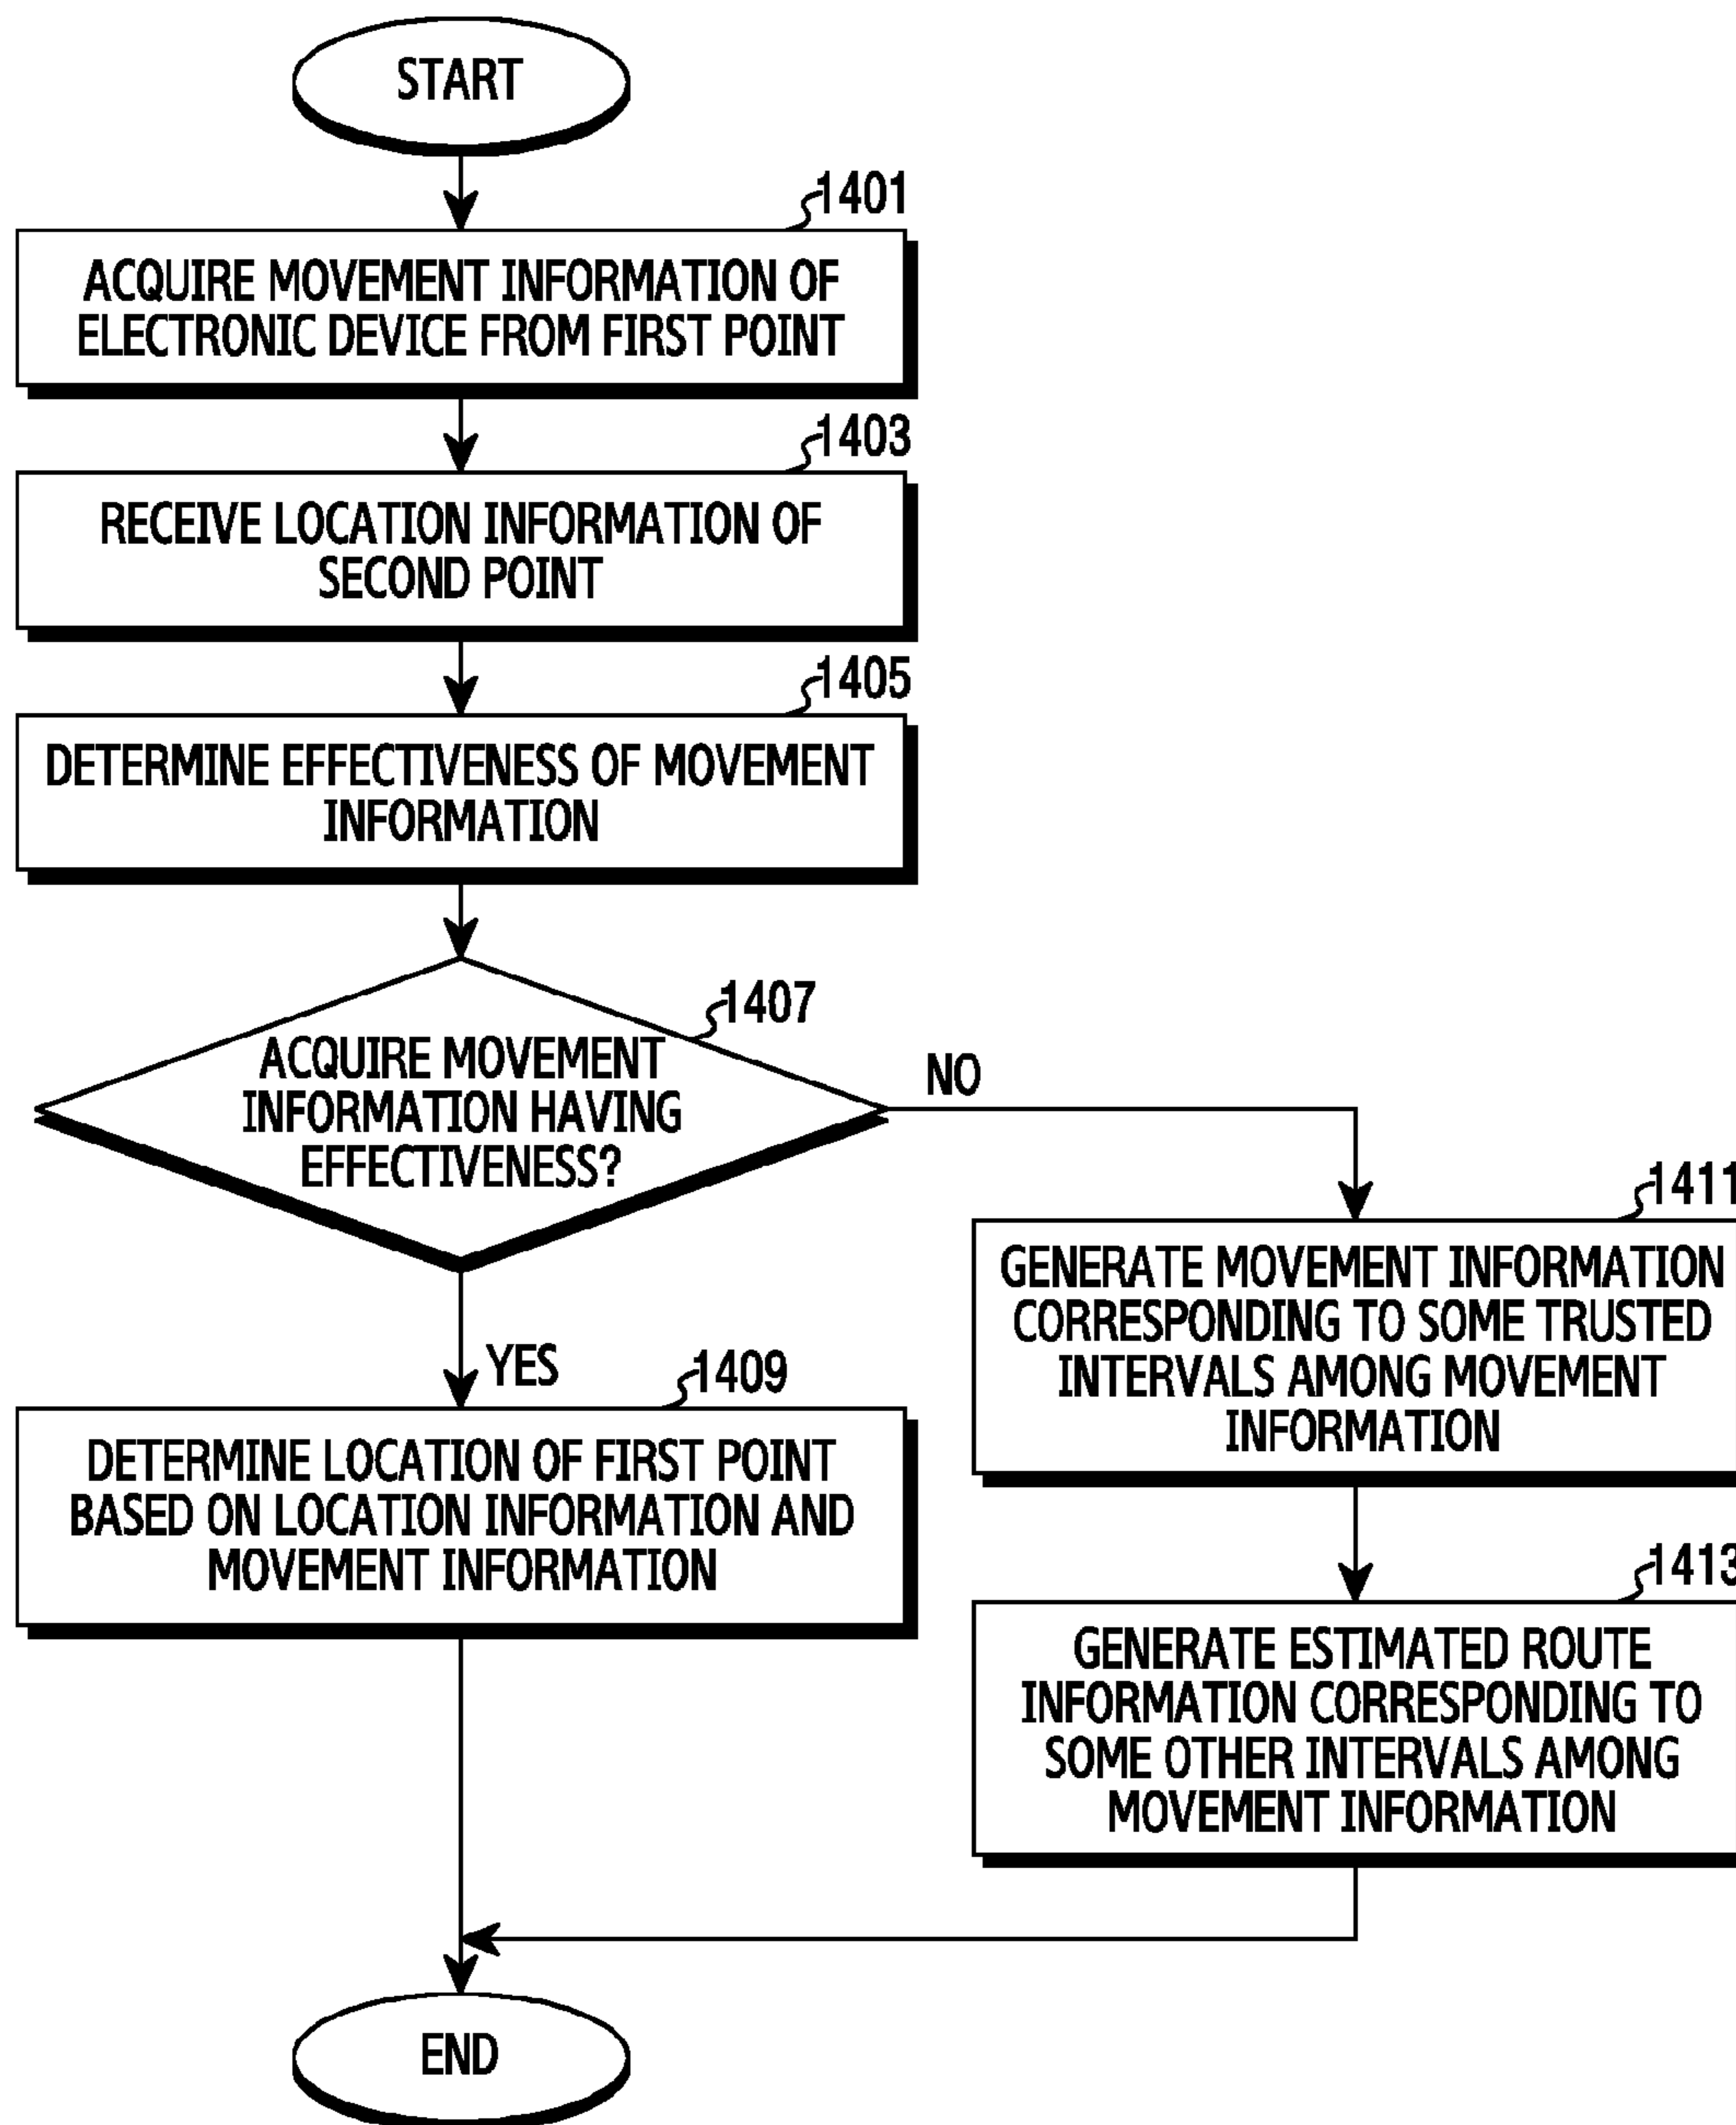 START
1401
ACQUIRE MOVEMENT INFORMATION OF
ELECTRONIC DEVICE FROM FIRST POINT
1403
RECEIVE LOCATION INFORMATION OF
SECOND POINT
1405
DETERMINE EFFECTIVENESS OF MOVEMENT
INFORMATION
1407
ACQUIRE MOVEMENT
INFORMATION HAVING
EFFECTIVENESS?
NO
YES
1409
DETERMINE LOCATION OF FIRST POINT
BASED ON LOCATION INFORMATION AND
MOVEMENT INFORMATION
1411
GENERATE MOVEMENT INFORMATION
CORRESPONDING TO SOME TRUSTED
INTERVALS AMONG MOVEMENT
INFORMATION
1413
GENERATE ESTIMATED ROUTE
INFORMATION CORRESPONDING TO
SOME OTHER INTERVALS AMONG
MOVEMENT INFORMATION
END